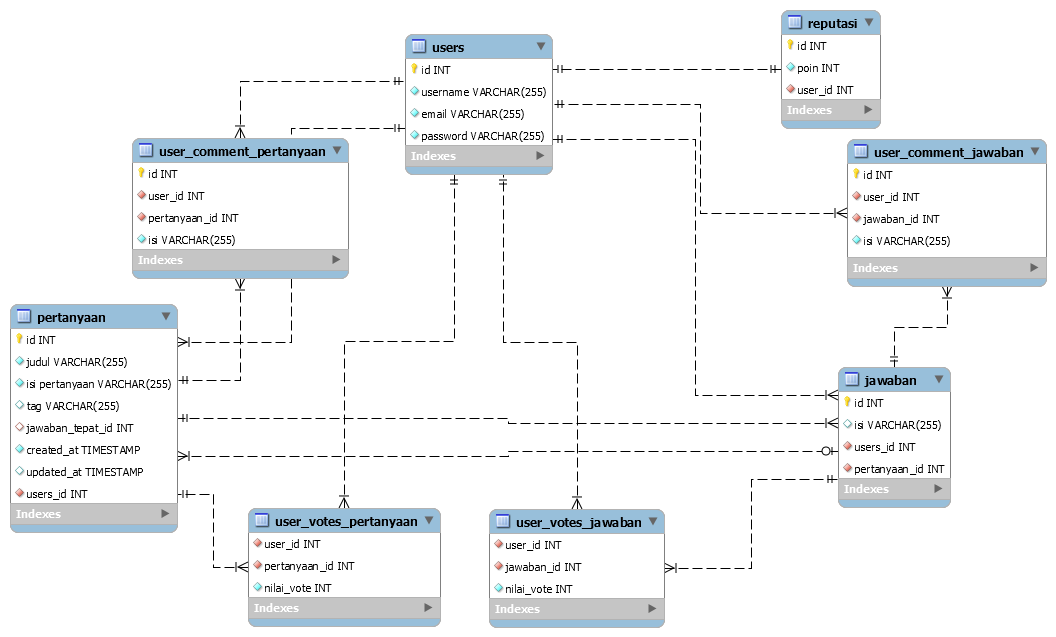 users
id INT
username VARCHAR(255)
email VARCHAR(255)
password VARCHAR(255)
Indexes
reputasi
id INT
poin INT
user_id INT
Indexes
user_comment_pertanyaan
id INT
user_id INT
pertanyaan_id INT
isi VARCHAR(255)
Indexes
user_comment_jawaban
id INT
user_id INT
jawaban_id INT
isi VARCHAR(255)
Indexes
pertanyaan
id INT
judul VARCHAR(255)
isi pertanyaan VARCHAR(255)
tag VARCHAR(255)
jawaban_tepat_id INT
created_at TIMESTAMP
updated_at TIMESTAMP
users_id INT
Indexes
jawaban
id INT
isi VARCHAR(255)
users_id INT
pertanyaan_id INT
Indexes
user_votes_pertanyaan
user_id INT
pertanyaan_id INT
nilai_vote INT
Indexes
user_votes_jawaban
user_id INT
jawaban_id INT
nilai_vote INT
Indexes